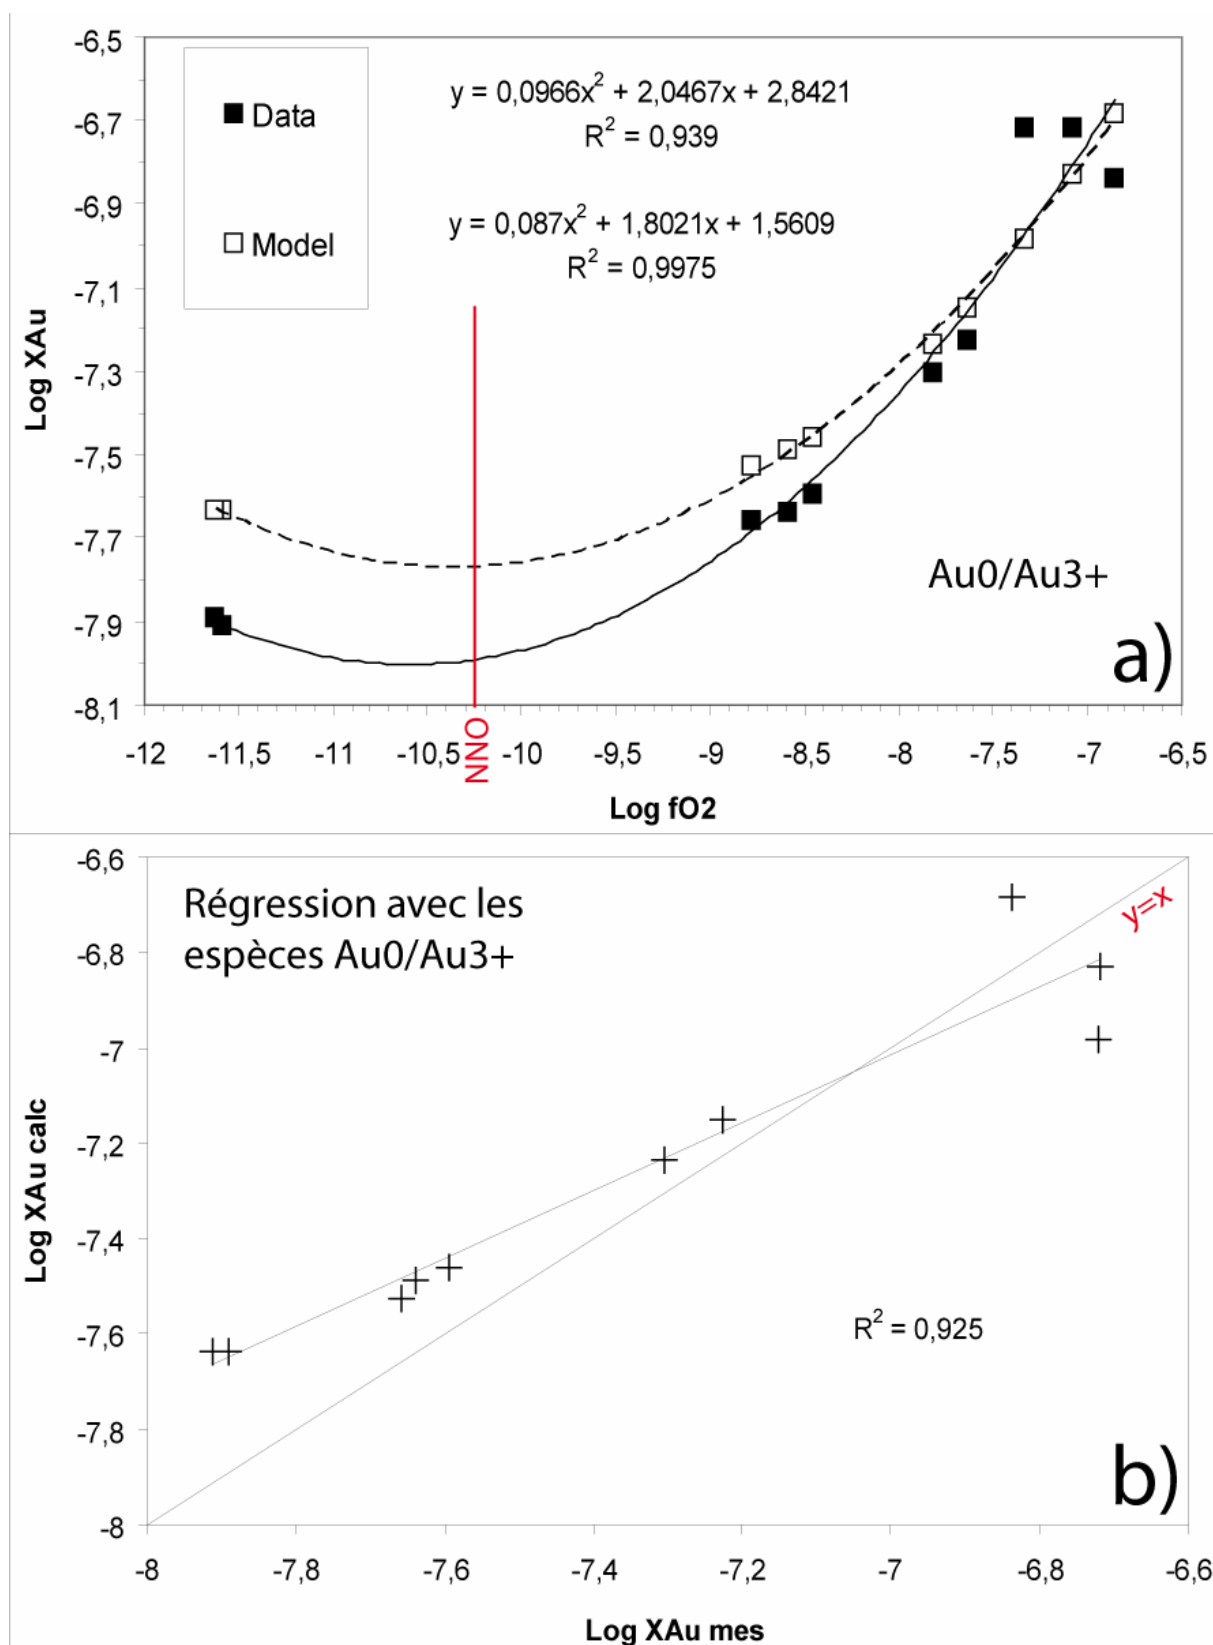 -6,5
-6,7
-6,9
-7,1
-7,3
-7,5
-7,7
-7,9
-8,1
Log XAu
Data
Model
y = 0,0966x² + 2,0467x + 2,8421
R² = 0,939
y = 0,087x² + 1,8021x + 1,5609
R² = 0,9975
Au0/Au3+
a)
-12 -11,5 -11 -10,5 -10 -9,5 -9 -8,5 -8 -7,5 -7 -6,5
NNO
Log fO2
-6,6
-6,8
-7
-7,2
-7,4
-7,6
-7,8
-8
Log XAu calc
Régression avec les
espèces Au0/Au3+
y=x
R² = 0,925
b)
-8 -7,8 -7,6 -7,4 -7,2 -7 -6,8 -6,6
Log XAu mes